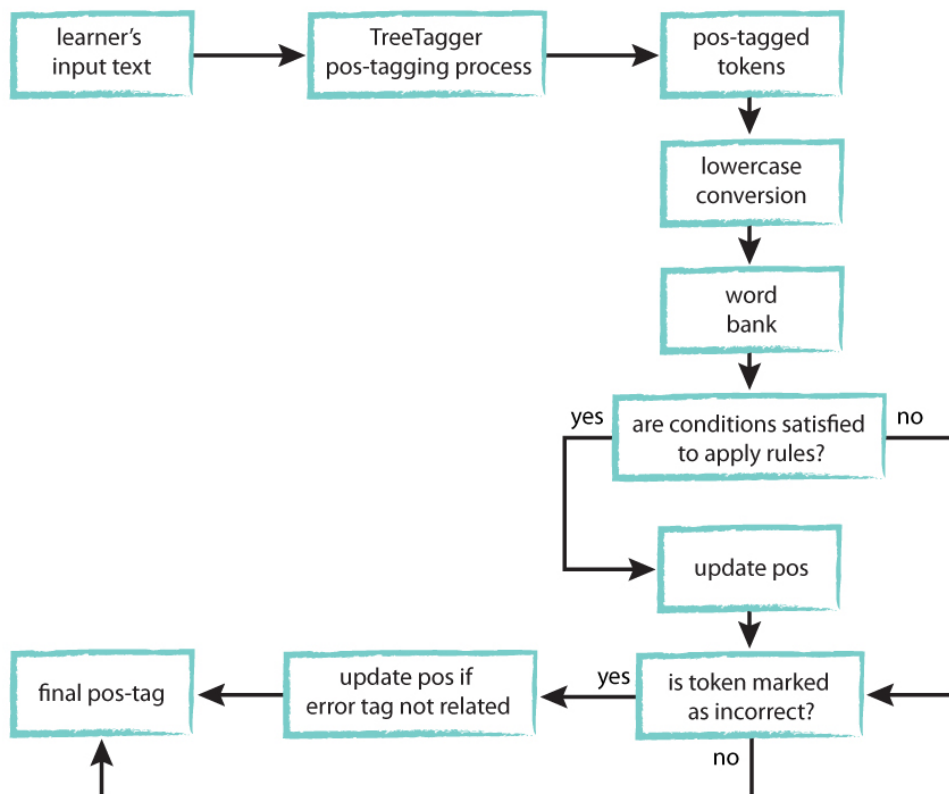 learner's
input text
TreeTagger
pos-tagging process
pos-tagged
tokens
lowercase
conversion
word
bank
yes
are conditions satisfied
to apply rules?
no
update pos
final pos-tag
update pos if
error tag not related
yes
is token marked
as incorrect?
no